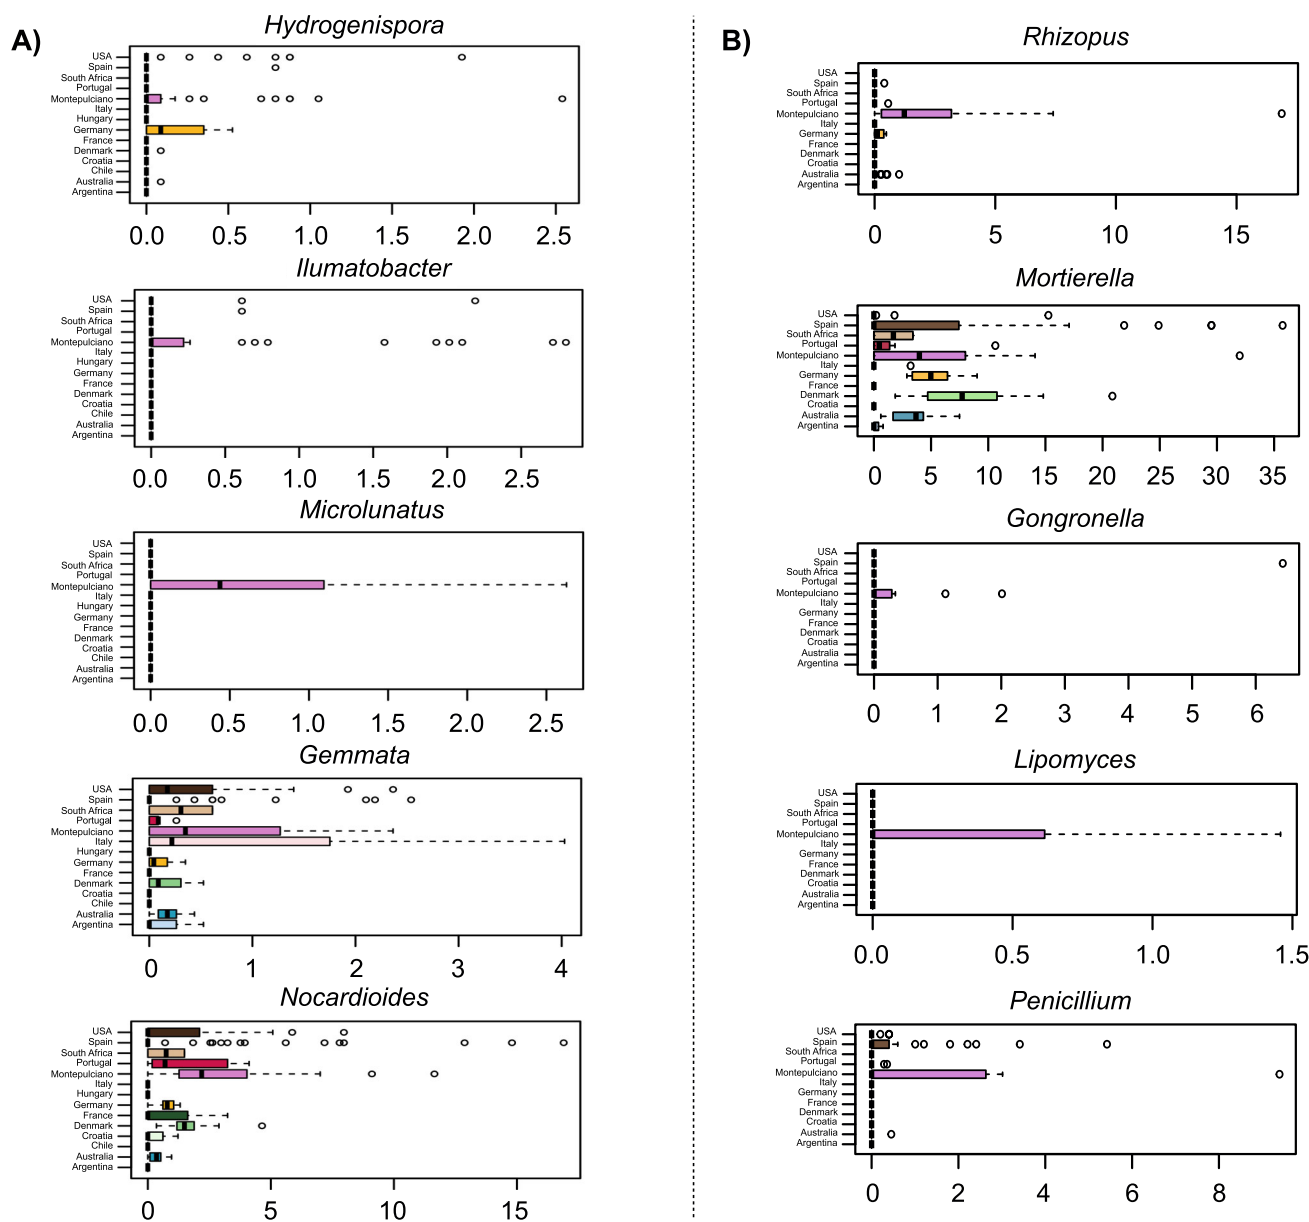 A)
Hydrogenispora
USA
Spain
South Africa
Portugal
Montepulciano
Italy
Hungary
Germany
France
Denmark
Croatia
Chile
Australia
Argentina
0.0 0.5 1.0 1.5 2.0 2.5
Ilumatobacter
USA
Spain
South Africa
Portugal
Montepulciano
Italy
Hungary
Germany
France
Denmark
Croatia
Chile
Australia
Argentina
0.0 0.5 1.0 1.5 2.0 2.5
Microlunatus
USA
Spain
South Africa
Portugal
Montepulciano
Italy
Hungary
Germany
France
Denmark
Croatia
Chile
Australia
Argentina
0.0 0.5 1.0 1.5 2.0 2.5
Gemmata
USA
Spain
South Africa
Portugal
Montepulciano
Italy
Hungary
Germany
France
Denmark
Croatia
Chile
Australia
Argentina
0 1 2 3 4
Nocardioides
USA
Spain
South Africa
Portugal
Montepulciano
Italy
Hungary
Germany
France
Denmark
Croatia
Chile
Australia
Argentina
0 5 10 15
B)
Rhizopus
USA
Spain
South Africa
Portugal
Montepulciano
Italy
Germany
France
Denmark
Croatia
Australia
Argentina
0 5 10 15
Mortierella
USA
Spain
South Africa
Portugal
Montepulciano
Italy
Germany
France
Denmark
Croatia
Australia
Argentina
0 5 10 15 20 25 30 35
Gongronella
USA
Spain
South Africa
Portugal
Montepulciano
Italy
Germany
France
Denmark
Croatia
Australia
Argentina
0 1 2 3 4 5 6
Lipomyces
USA
Spain
South Africa
Portugal
Montepulciano
Italy
Germany
France
Denmark
Croatia
Australia
Argentina
0.0 0.5 1.0 1.5
Penicillium
USA
Spain
South Africa
Portugal
Montepulciano
Italy
Germany
France
Denmark
Croatia
Australia
Argentina
0 2 4 6 8